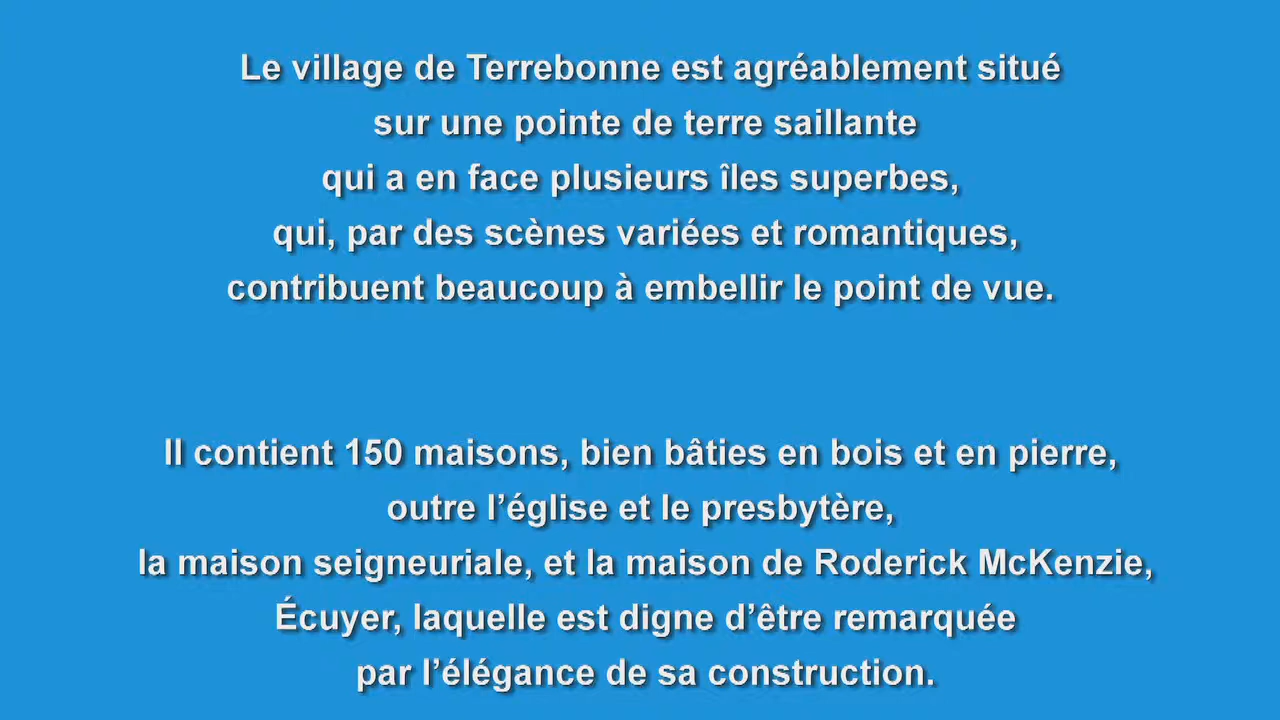 Le village de Terrebonne est agréablement situé
sur une pointe de terre saillante
qui a en face plusieurs îles superbes,
qui, par des scènes variées et romantiques,
contribuent beaucoup à embellir le point de vue.
Il contient 150 maisons, bien bâties en bois et en pierre,
outre l’église et le presbytère,
la maison seigneuriale, et la maison de Roderick McKenzie,
Écuyer, laquelle est digne d’être remarquée
par l’élégance de sa construction.